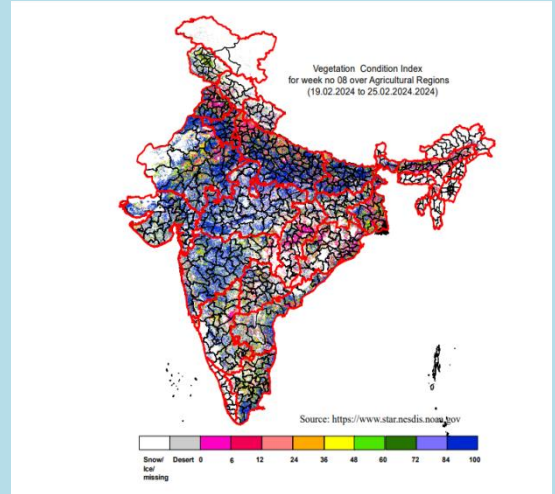 Vegetation Condition Index
for week no 08 over Agricultural Regions
(19.02.2024 to 25.02.2024.2024)
Source: https://www.star.nesdis.noaa.gov
Snow/ Desert 0 6 12 24 36 48 60 72 84 100
Ice/
missing